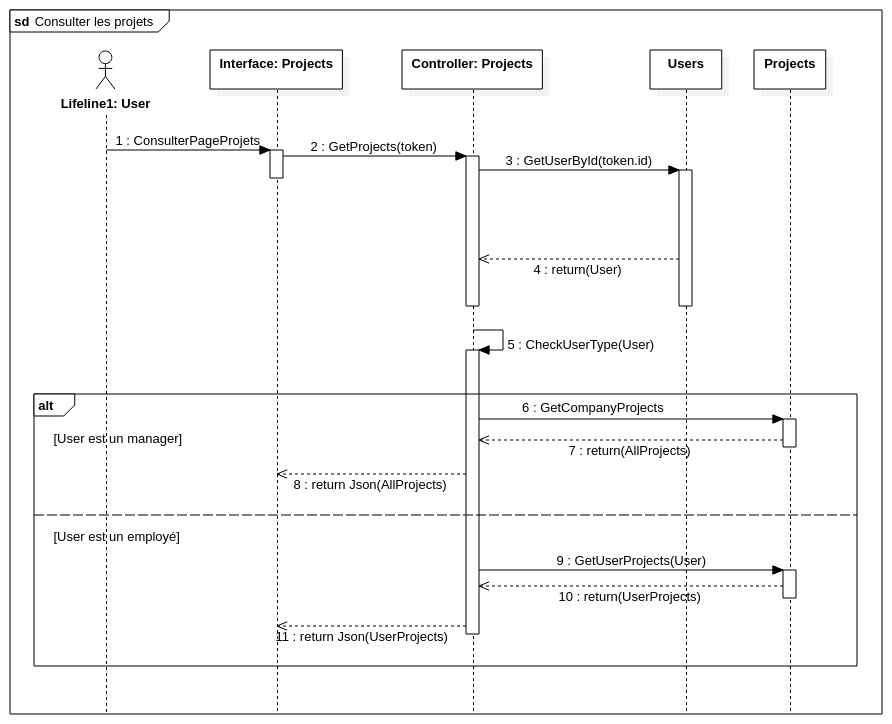 sd Consulter les projets
Interface: Projects
Controller: Projects
Users
Projects
Lifeline1: User
1 : ConsulterPageProjets
2 : GetProjects(token)
3 : GetUserById(token.id)
4 : return(User)
5 : CheckUserType(User)
alt
6 : GetCompanyProjects
[User est un manager]
7 : return(AllProjects)
8 : return Json(AllProjects)
[User est un employé]
9 : GetUserProjects(User)
10 : return(UserProjects)
11 : return Json(UserProjects)